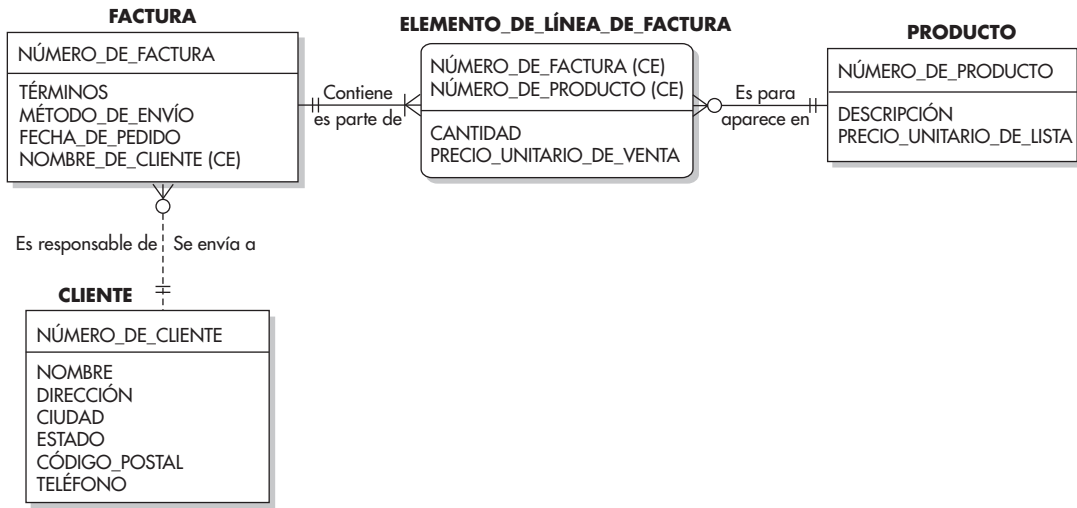 FACTURA
NÚMERO_DE_FACTURA
TÉRMINOS
MÉTODO_DE_ENVÍO
FECHA_DE_PEDIDO
NOMBRE_DE_CLIENTE (CE)
Contiene
es parte de
ELEMENTO_DE_LÍNEA_DE_FACTURA
NÚMERO_DE_FACTURA (CE)
NÚMERO_DE_PRODUCTO (CE)
CANTIDAD
PRECIO_UNITARIO_DE_VENTA
Es para
aparece en
PRODUCTO
NÚMERO_DE_PRODUCTO
DESCRIPCIÓN
PRECIO_UNITARIO_DE_LISTA
Es responsable de
Se envía a
CLIENTE
NÚMERO_DE_CLIENTE
NOMBRE
DIRECCIÓN
CIUDAD
ESTADO
CÓDIGO_POSTAL
TELÉFONO